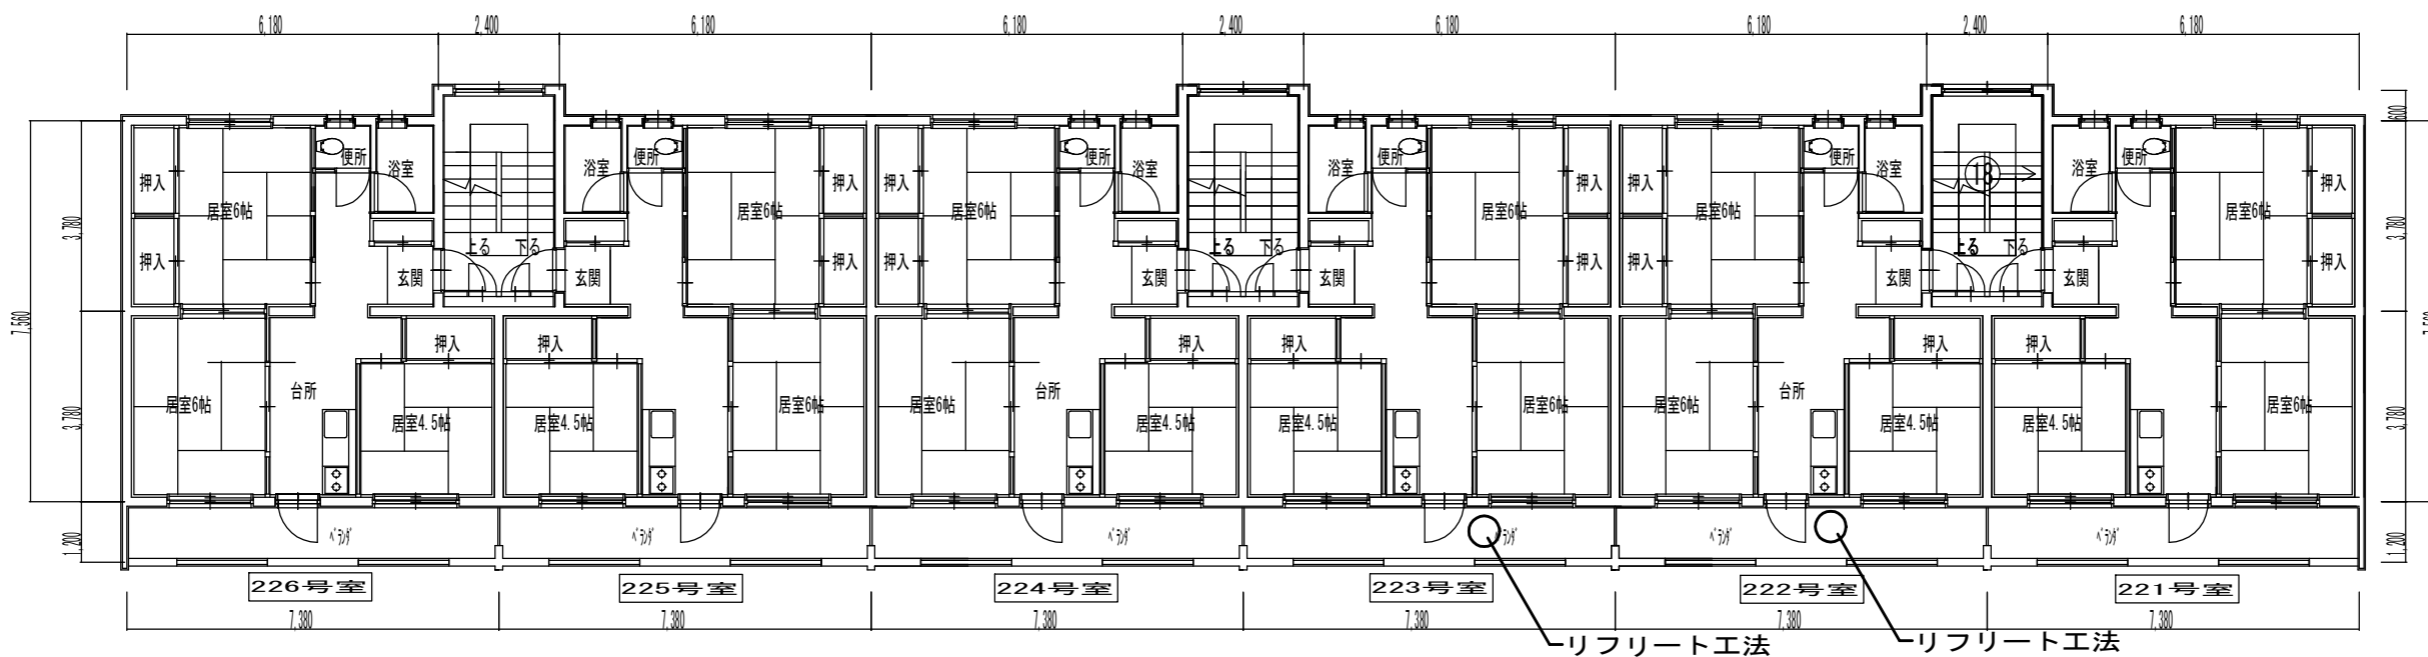 6,180 2,400 6,180 6,180 2,400 6,180 6,180 2,400 6,180
600
便所 浴室 浴室 便所 便所 浴室 浴室 便所 便所 浴室 18 浴室 便所
押入 押入 押入 押入 押入 押入
居室6帖 居室6帖 居室6帖 居室6帖 居室6帖 居室6帖
3,780 3,780
上る 下る 上る 下る 上る 下る
押入 玄関 玄関 押入 押入 玄関 玄関 押入 押入 玄関 玄関 押入
7,560
押入 押入 押入 押入 押入 押入
台所 台所 台所
居室6帖 居室6帖 居室6帖 居室6帖 居室6帖 居室6帖
居室4.5帖 居室4.5帖 居室4.5帖 居室4.5帖 居室4.5帖 居室4.5帖
3,780 3,780
1,200 ベランダ ベランダ ベランダ ベランダ ベランダ 1,200
226号室 225号室 224号室 223号室 222号室 221号室
7,380 7,380 7,380 7,380 7,380 7,380
リフリート工法 リフリート工法